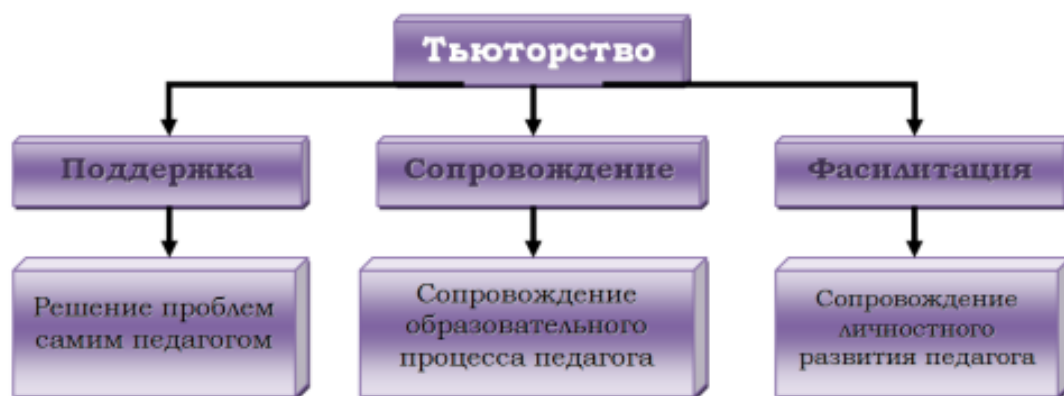 Тьюторство
Поддержка
Сопровождение
Фасилитация
Решение проблем
самим педагогом
Сопровождение
образовательного
процесса педагога
Сопровождение
личностного
развития педагога